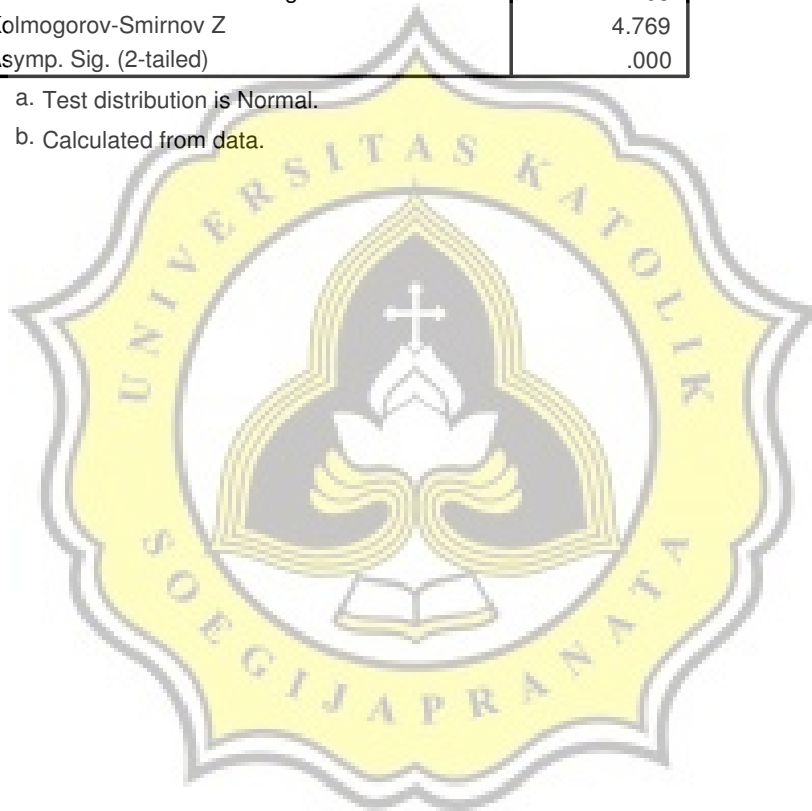 Kolmogorov-Smirnov Z 4.769
Asymp. Sig. (2-tailed) .000
a. Test distribution is Normal.
b. Calculated from data.
UNIVERSITAS KATOLIK
SOEGIJAPRANATA